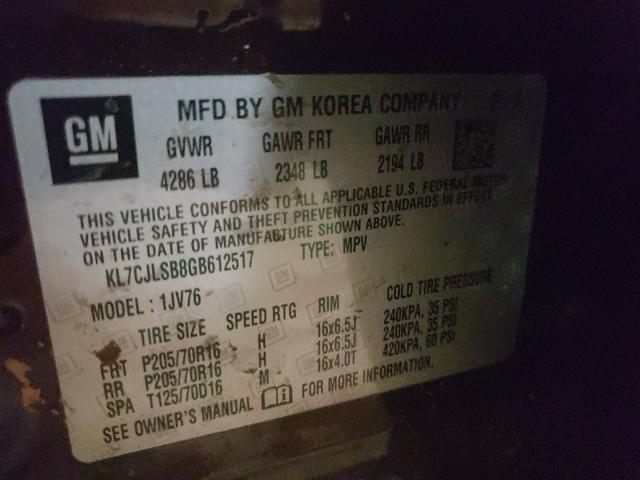 GM
MFD BY GM KOREA COMPANY
GVWR GAWR FRT GAWR RR
4286 LB 2348 LB 2194 LB
THIS VEHICLE CONFORMS TO ALL APPLICABLE U.S. FEDERAL MOTOR
VEHICLE SAFETY AND THEFT PREVENTION STANDARDS IN EFFECT
ON THE DATE OF MANUFACTURE SHOWN ABOVE.
KL7CJLSB8GB612517 TYPE: MPV
MODEL : 1JV76
TIRE SIZE SPEED RTG RIM COLD TIRE PRESSURE
FRT P205/70R16 H 16x6.5J 240KPA, 35 PSI
RR P205/70R16 H 16x6.5J 240KPA, 35 PSI
SPA T125/70D16 M 16x4.0T 420KPA, 60 PSI
SEE OWNER'S MANUAL FOR MORE INFORMATION.